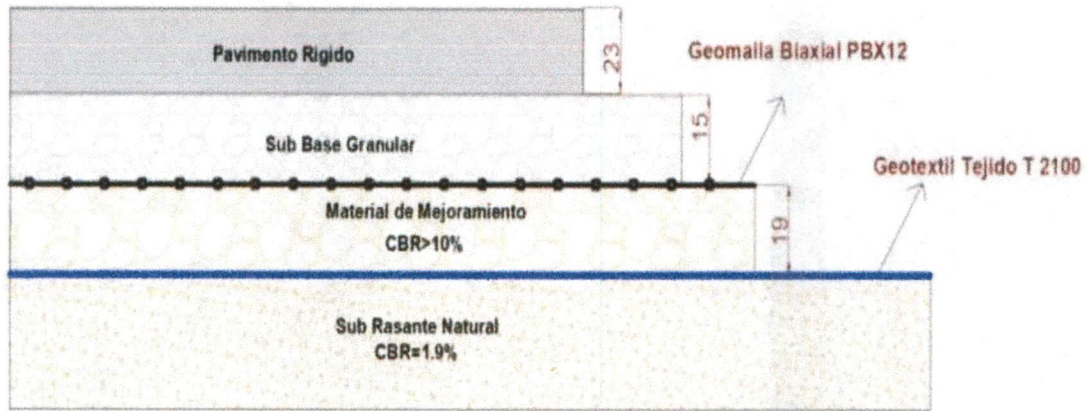 Pavimento Rigido
23
Geomalla Biaxial PBX12
Sub Base Granular
15
Geotextil Tejido T 2100
Material de Mejoramiento
CBR>10%
19
Sub Rasante Natural
CBR=1.9%